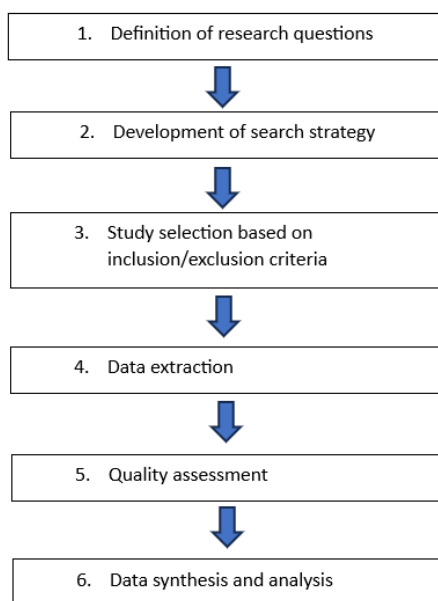 1. Definition of research questions
2. Development of search strategy
3. Study selection based on
inclusion/exclusion criteria
4. Data extraction
5. Quality assessment
6. Data synthesis and analysis